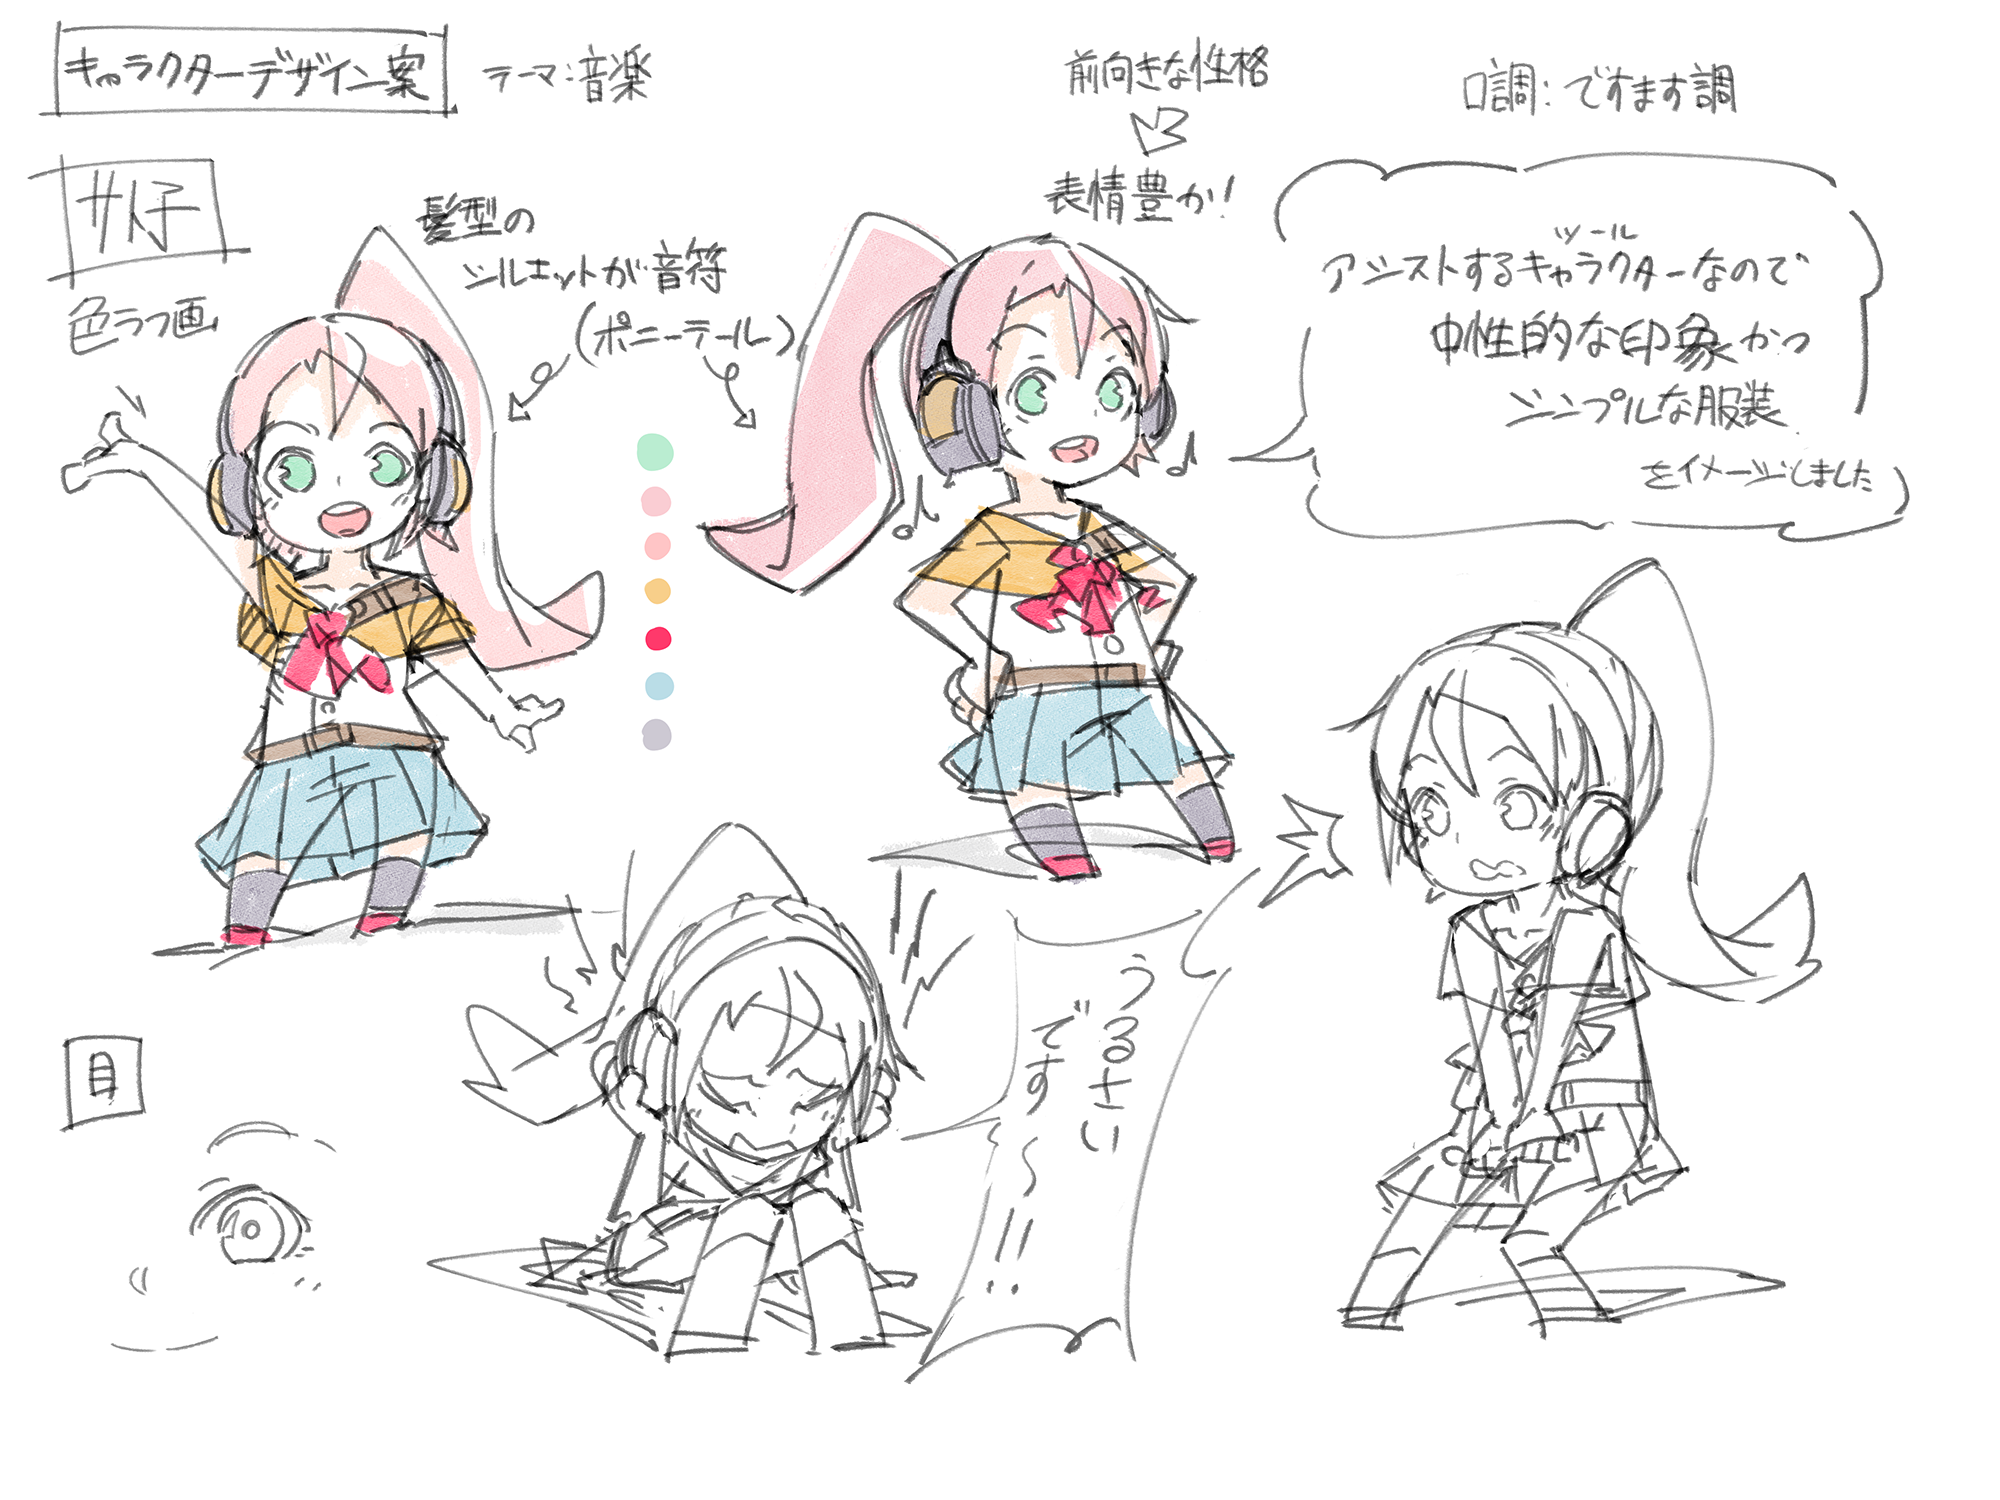 キャラクターデザイン案
テーマ:音楽
前向きな性格
表情豊か!
口調:ですます調
サト子
色ラフ画
髪型の
シルエットが音符
(ポニーテール)
ツール
アシストするキャラクターなので
中性的な印象かつ
シンプルな服装
をイメージしました
うるさい
です〜〜!!
目